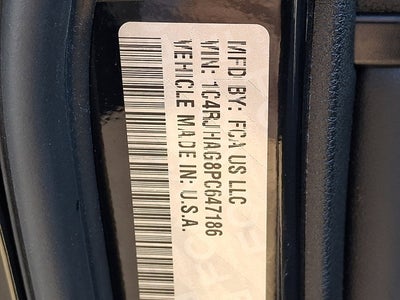 MFD BY: FCA US LLC
VIN: 1C4RJHAG8PC647186
VEHICLE MADE IN: U.S.A.